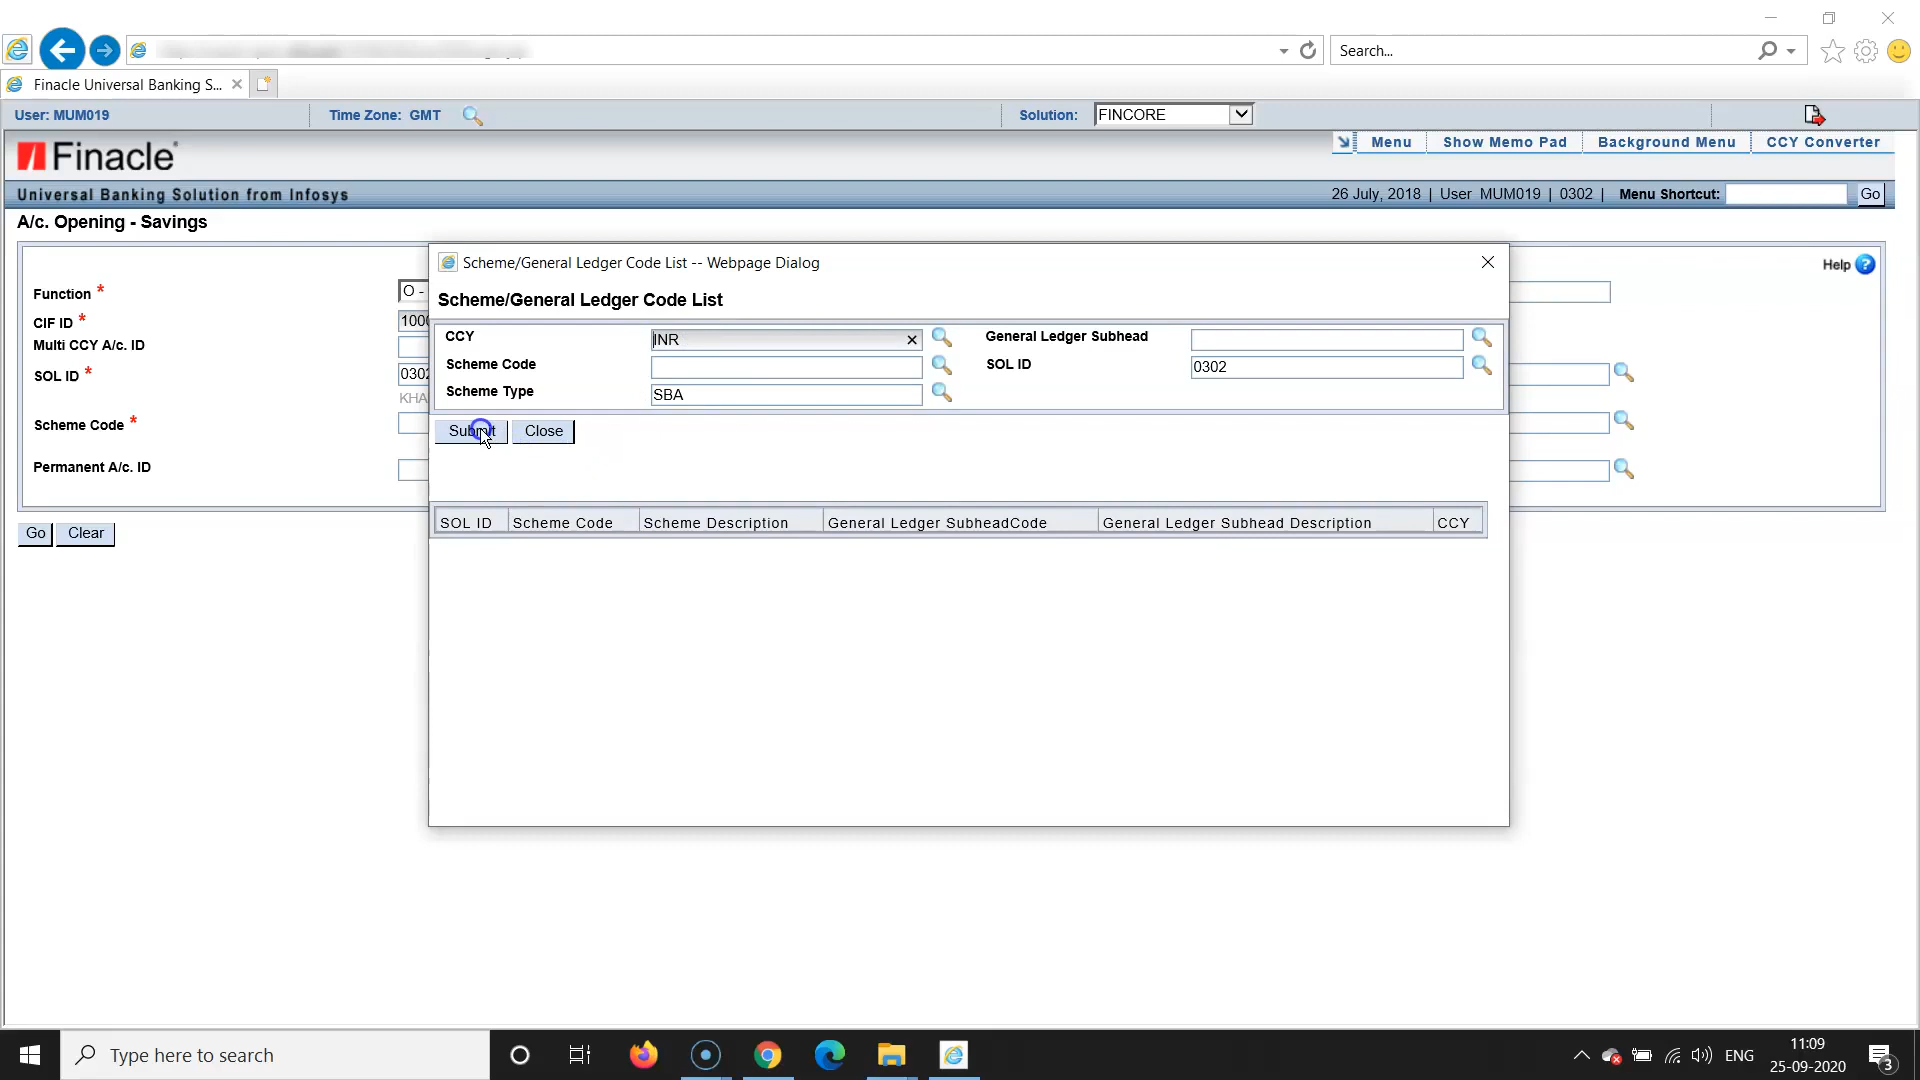 Search...
Finacle Universal Banking S...
User: MUM019
Time Zone: GMT
Solution: FINCORE
Finacle
Menu
Show Memo Pad
Background Menu
CCY Converter
Universal Banking Solution from Infosys
26 July, 2018 | User MUM019 | 0302 | Menu Shortcut: Go
A/c. Opening - Savings
Help
Function *
O -
CIF ID *
1000
Multi CCY A/c. ID
SOL ID *
0302
KHA
Scheme Code *
Permanent A/c. ID
Go
Clear
Scheme/General Ledger Code List -- Webpage Dialog
Scheme/General Ledger Code List
CCY
INR
General Ledger Subhead
Scheme Code
SOL ID
0302
Scheme Type
SBA
Submit
Close
SOL ID
Scheme Code
Scheme Description
General Ledger SubheadCode
General Ledger Subhead Description
CCY
Type here to search
ENG
11:09
25-09-2020
3